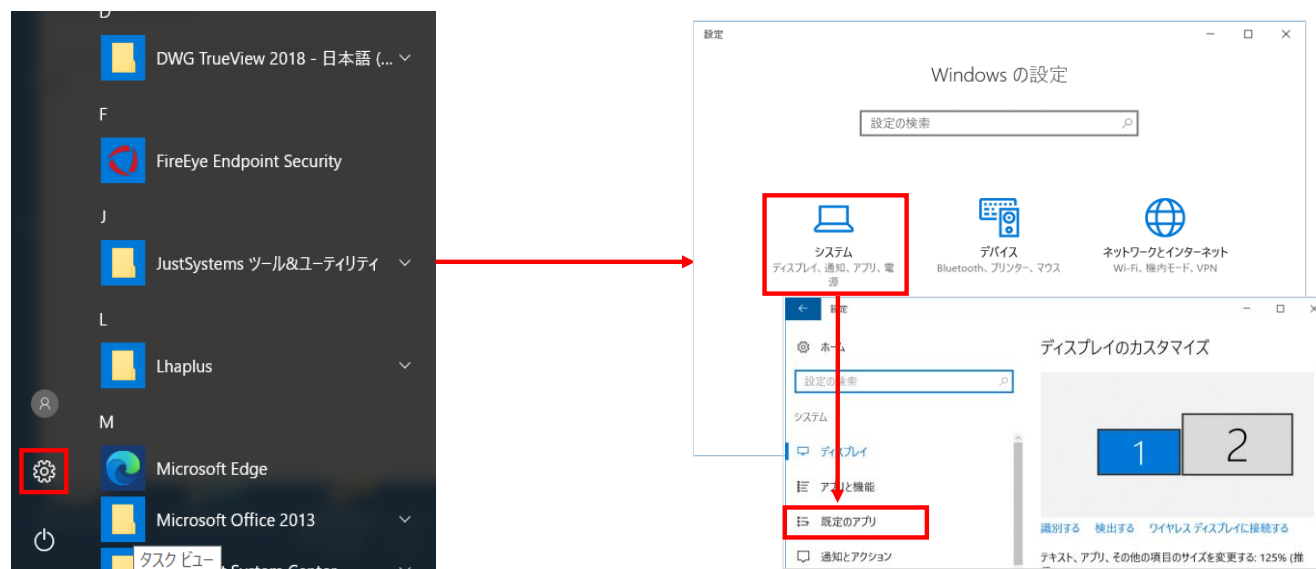 D
DWG TrueView 2018 - 日本語 (...
F
FireEye Endpoint Security
J
JustSystems ツール&ユーティリティ
L
Lhaplus
M
Microsoft Edge
Microsoft Office 2013
タスク ビュー
System Center
設定
Windows の設定
設定の検索
システム
ディスプレイ、通知、アプリ、電
源
デバイス
Bluetooth、プリンター、マウス
ネットワークとインターネット
Wi-Fi、機内モード、VPN
設定
ホーム
設定の検索
システム
ディスプレイ
アプリと機能
既定のアプリ
通知とアクション
ディスプレイのカスタマイズ
1
2
識別する 検出する ワイヤレス ディスプレイに接続する
テキスト、アプリ、その他の項目のサイズを変更する: 125% (推